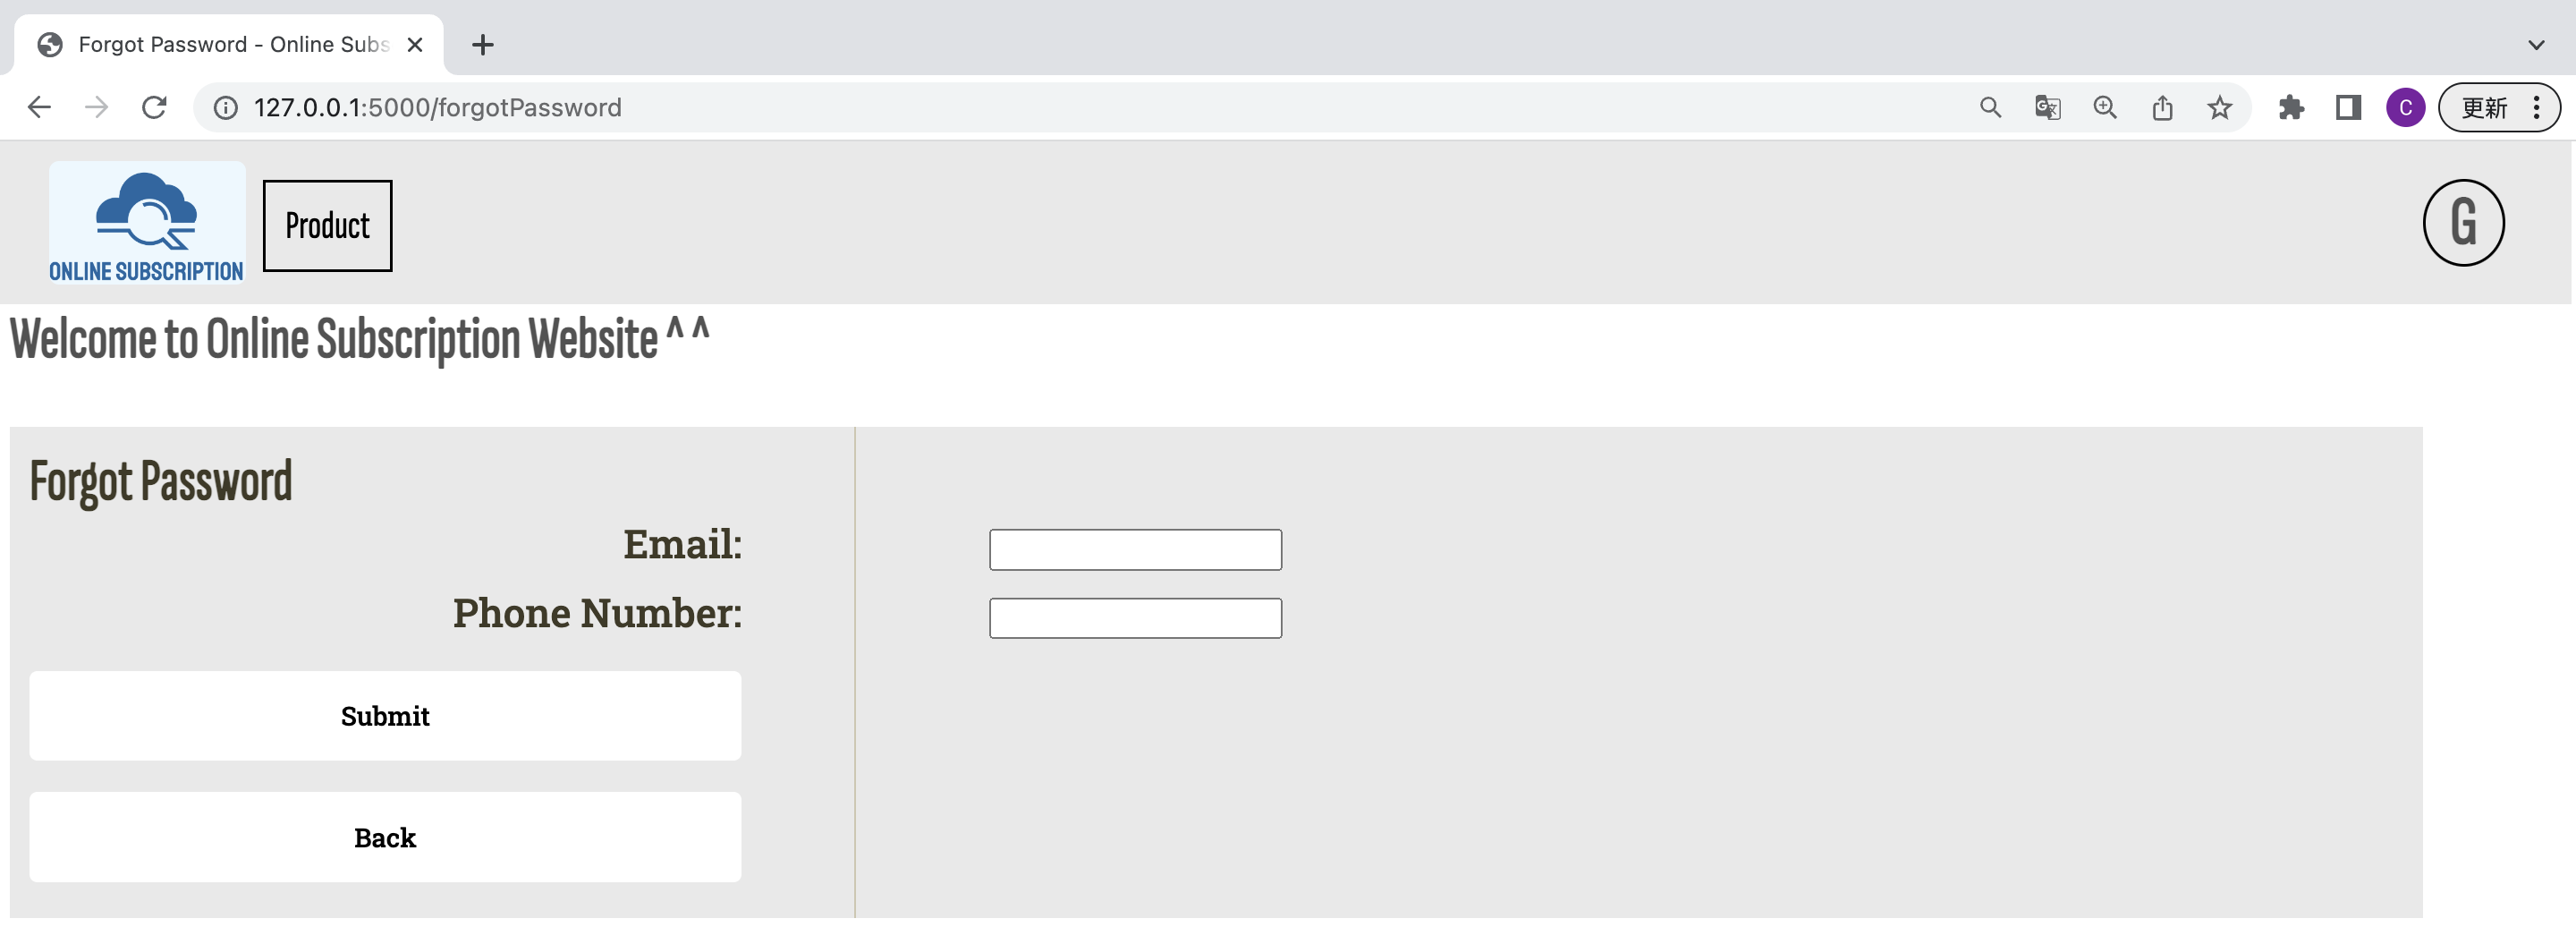 Forgot Password - Online Subs
127.0.0.1:5000/forgotPassword
C
更新
ONLINE SUBSCRIPTION
Product
G
Welcome to Online Subscription Website ^ ^
Forgot Password
Email:
Phone Number:
Submit
Back